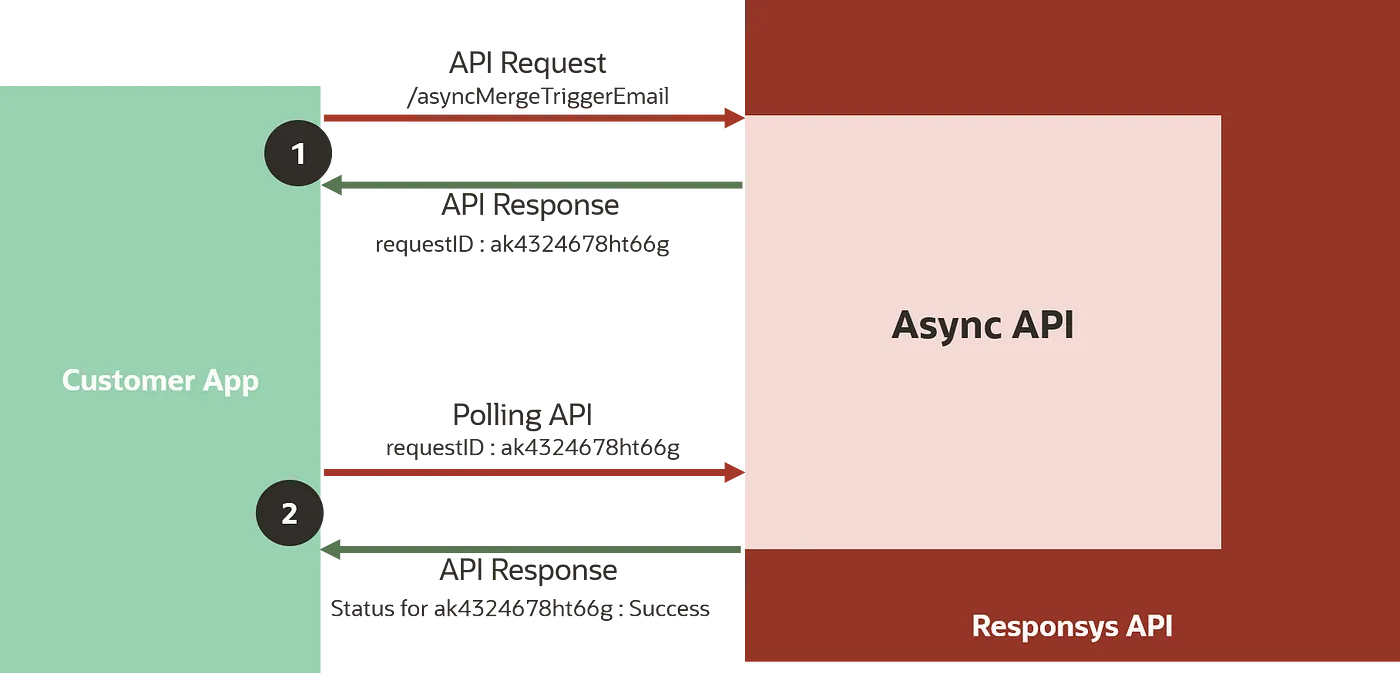 API Request
/asyncMergeTriggerEmail
1
API Response
requestID : ak4324678ht66g
Async API
Customer App
Polling API
requestID : ak4324678ht66g
2
API Response
Status for ak4324678ht66g : Success
Responsys API